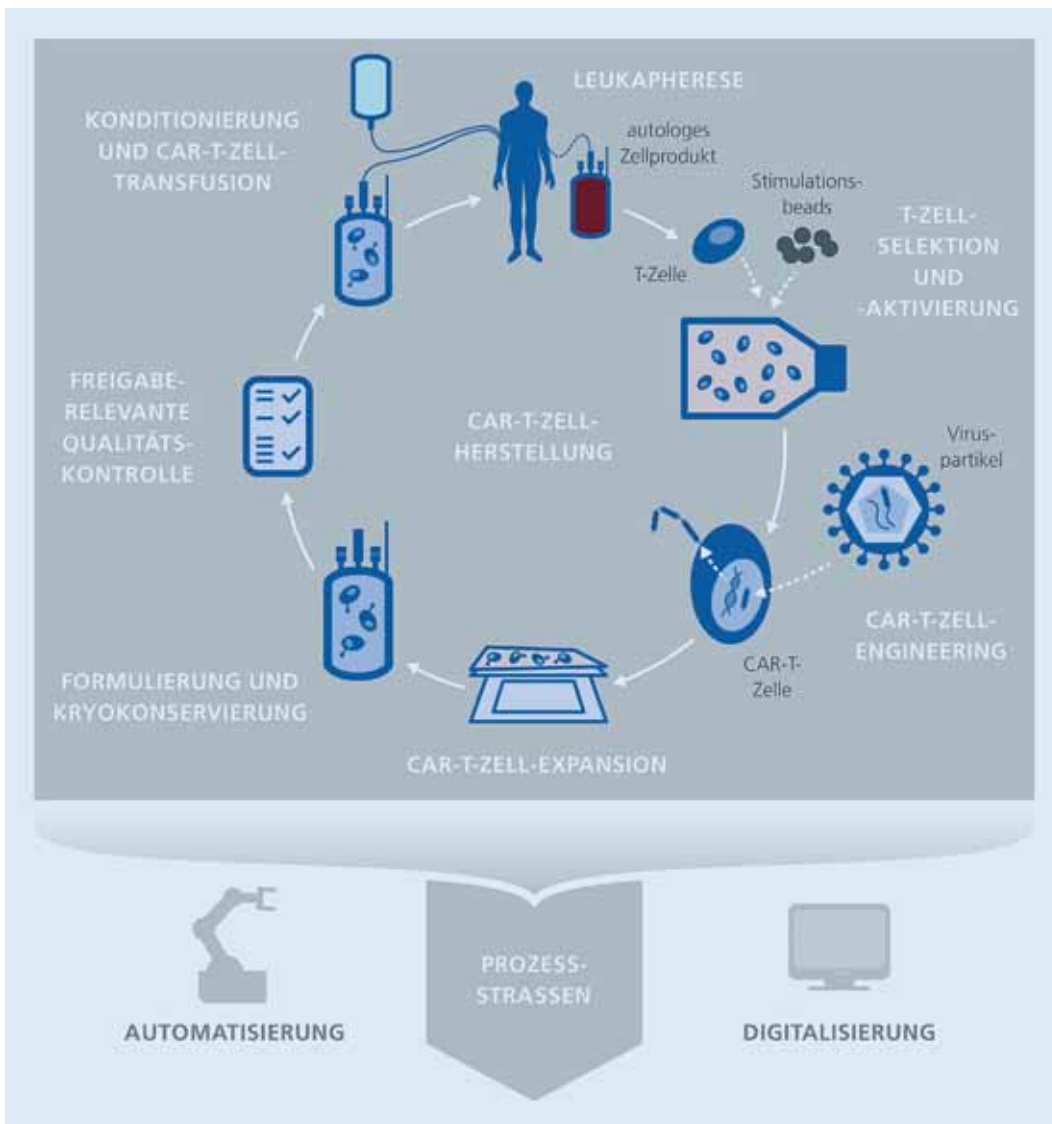 LEUKAPHERESE
autologes
Zellprodukt
KONDITIONIERUNG
UND CAR-T-ZELL-
TRANSFUSION
Stimulations-
beads
T-Zelle
T-ZELL-
SELEKTION
UND
-AKTIVIERUNG
FREIGABE-
RELEVANTE
QUALITÄTS-
KONTROLLE
CAR-T-ZELL-
HERSTELLUNG
Virus-
partikel
CAR-T-ZELL-
ENGINEERING
CAR-T-
Zelle
FORMULIERUNG UND
KRYOKONSERVIERUNG
CAR-T-ZELL-EXPANSION
PROZESS-
STRASSEN
AUTOMATISIERUNG
DIGITALISIERUNG